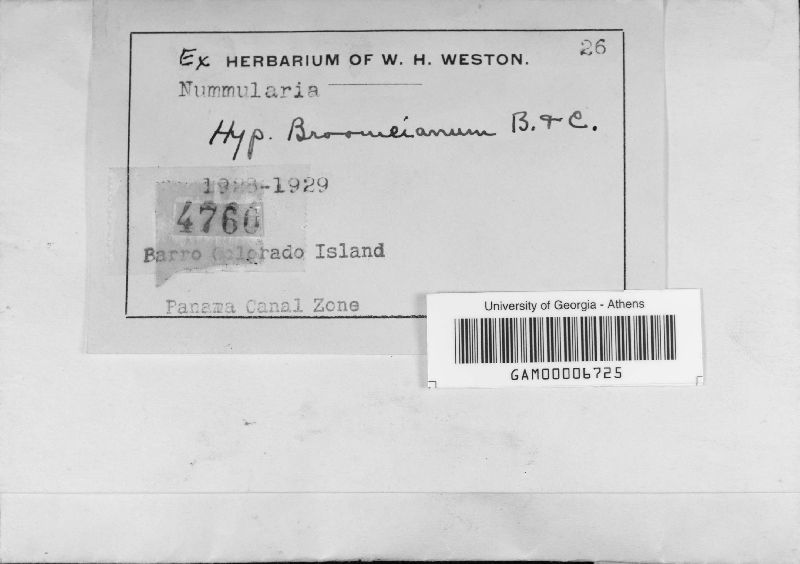 Ex HERBARIUM OF W. H. WESTON. 26
Nummularia
Hyp. Broomeianum B. & C.
1928-1929
4760
Barro Colorado Island
Panama Canal Zone
University of Georgia - Athens
GAM00006725